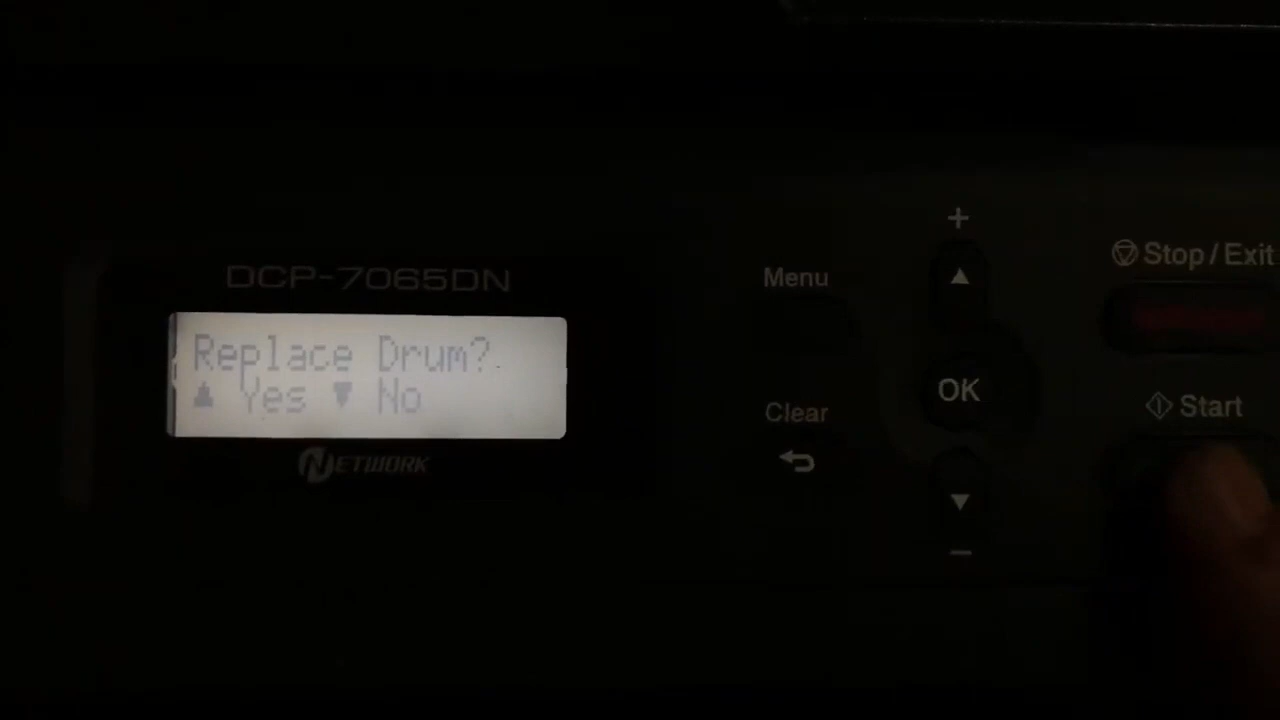 DCP-7065DN
Replace Drum?
▲ Yes ▼ No
NETWORK
Menu
Clear
+
▲
OK
▼
−
Stop / Exit
Start